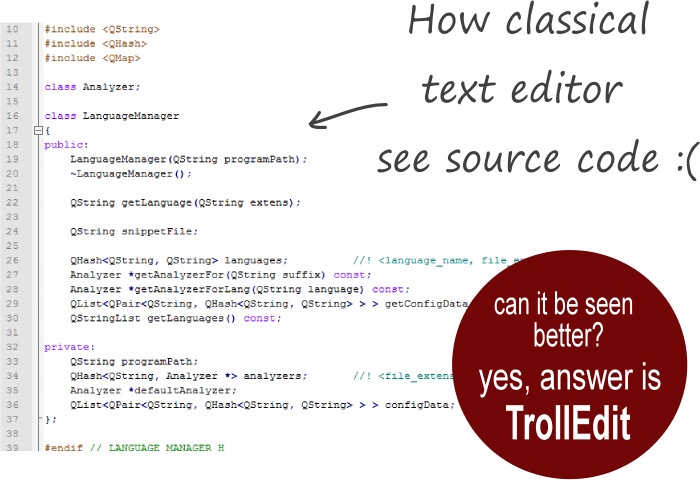 How classical
text editor
see source code :(
10 #include <QString>
11 #include <QHash>
12 #include <QMap>
13
14 class Analyzer;
15
16 class LanguageManager
17 {
18 public:
19 LanguageManager(QString programPath);
20 ~LanguageManager();
21
22 QString getLanguage(QString extens);
23
24 QString snippetFile;
25
26 QHash<QString, QString> languages; //! <language_name,
27 Analyzer *getAnalyzerFor(QString suffix) const;
28 Analyzer *getAnalyzerForLang(QString language) const;
29 QList<QPair<QString, QHash<QString, QString> > > getConfigData
30 QStringList getLanguages() const;
31
32 private:
33 QString programPath;
34 QHash<QString, Analyzer *> analyzers; //! <file_extens
35 Analyzer *defaultAnalyzer;
36 QList<QPair<QString, QHash<QString, QString> > > configData;
37 };
38
39 #endif // LANGUAGE_MANAGER_H
can it be seen
better?
yes, answer is
TrollEdit